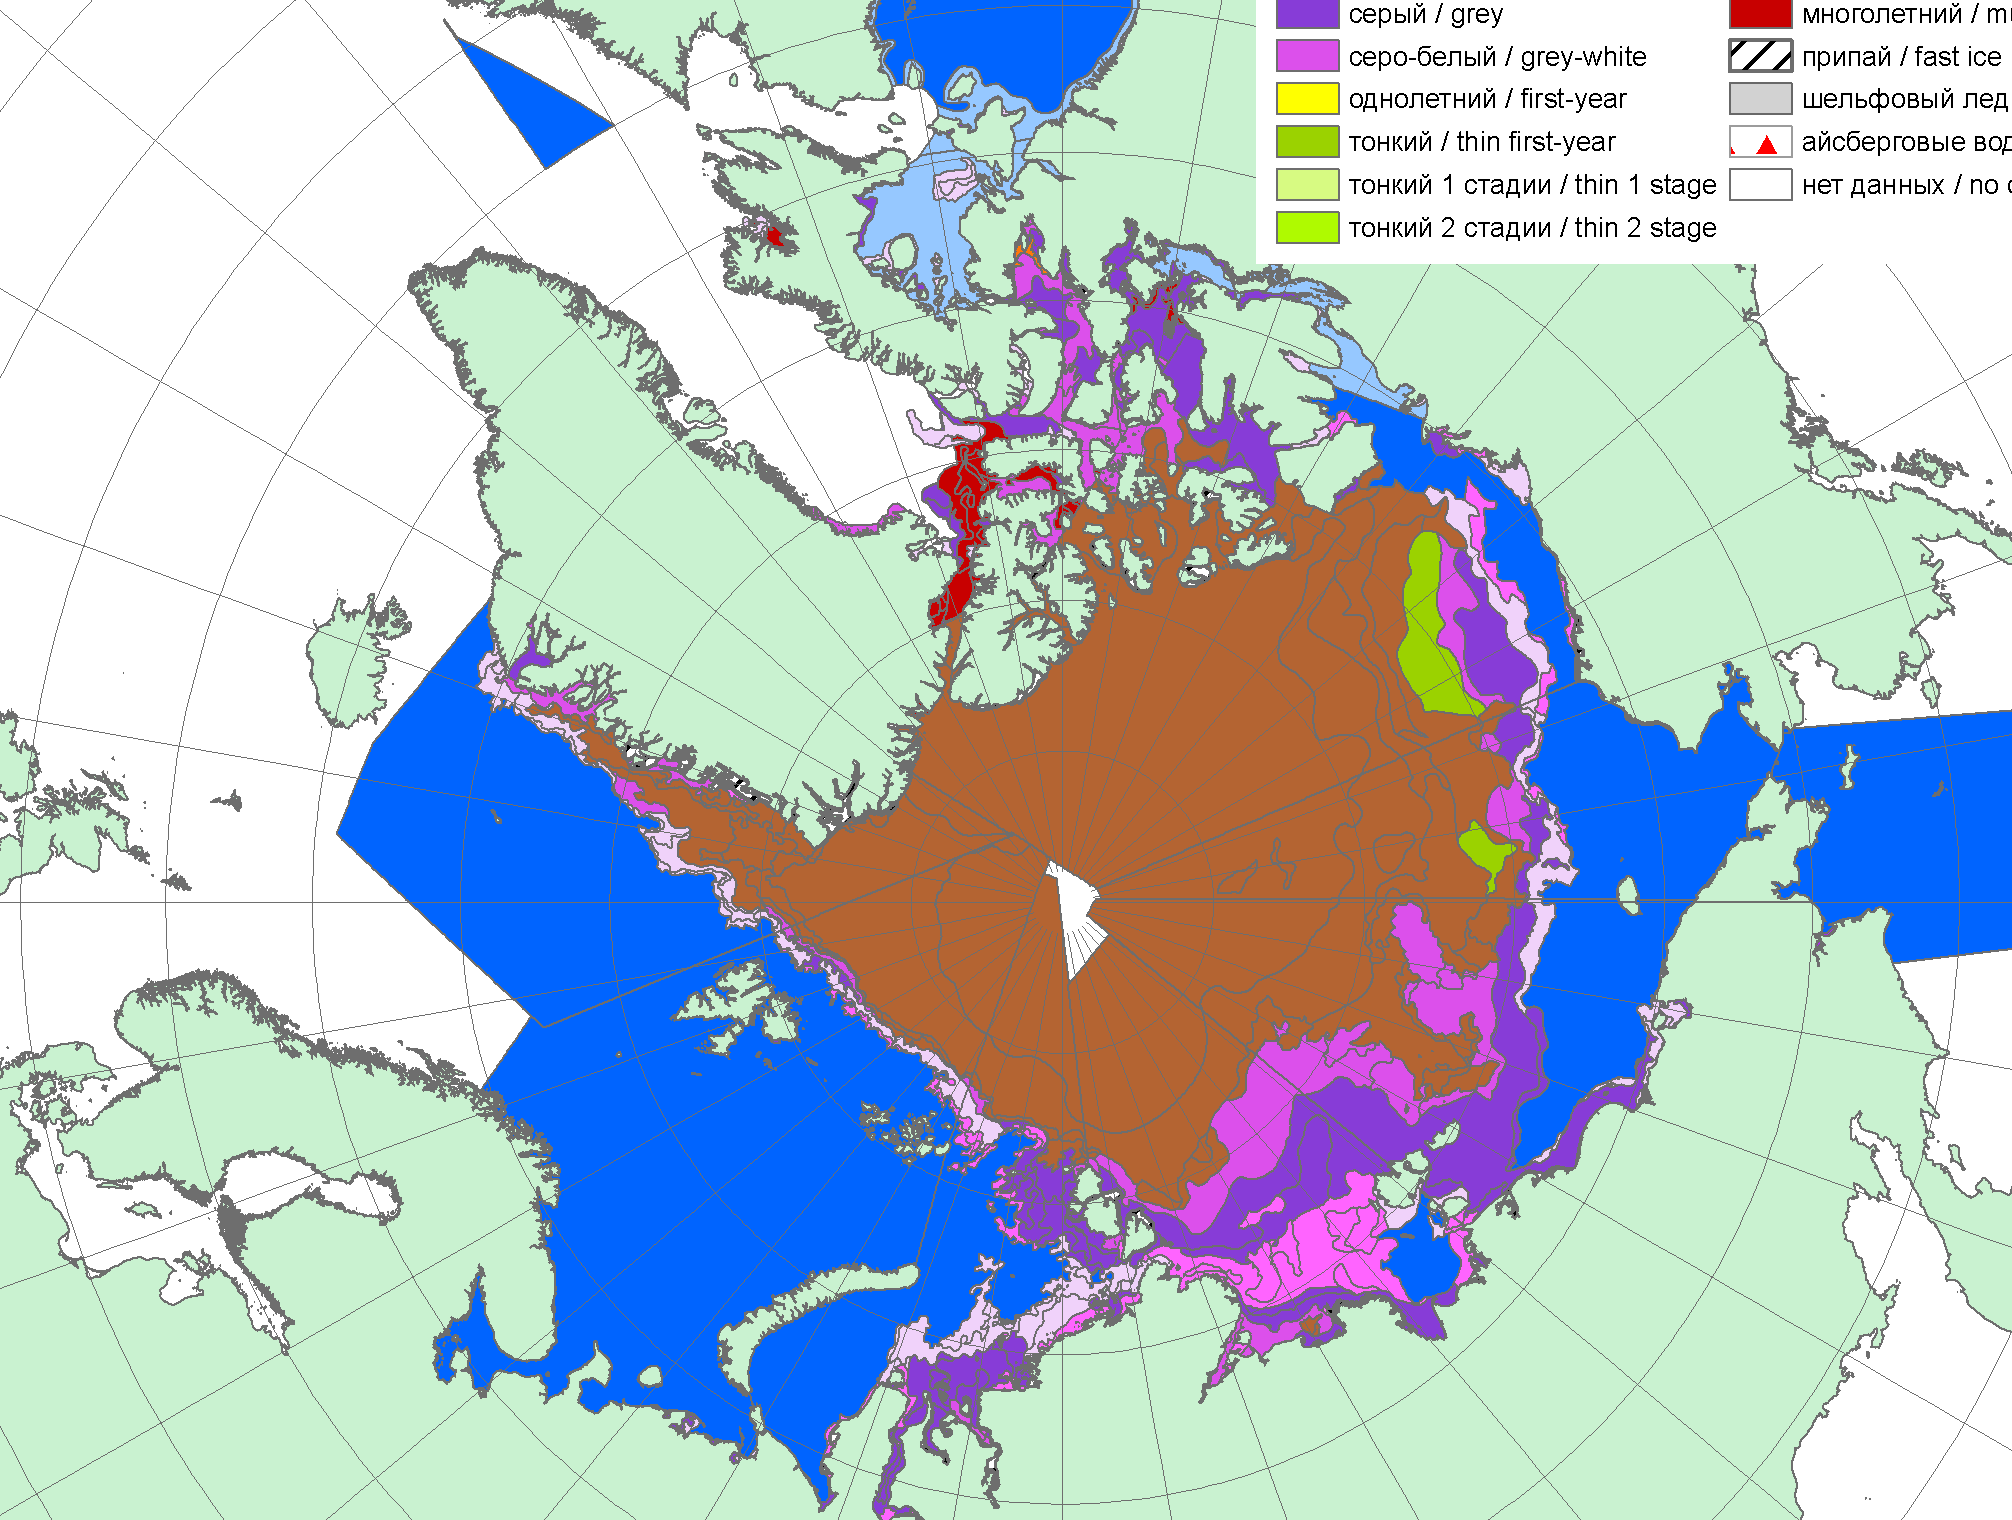 серый / grey
серо-белый / grey-white
однолетний / first-year
тонкий / thin first-year
тонкий 1 стадии / thin 1 stage
тонкий 2 стадии / thin 2 stage
многолетний /
припай / fast ice
шельфовый лед
айсберговые
нет данных / no